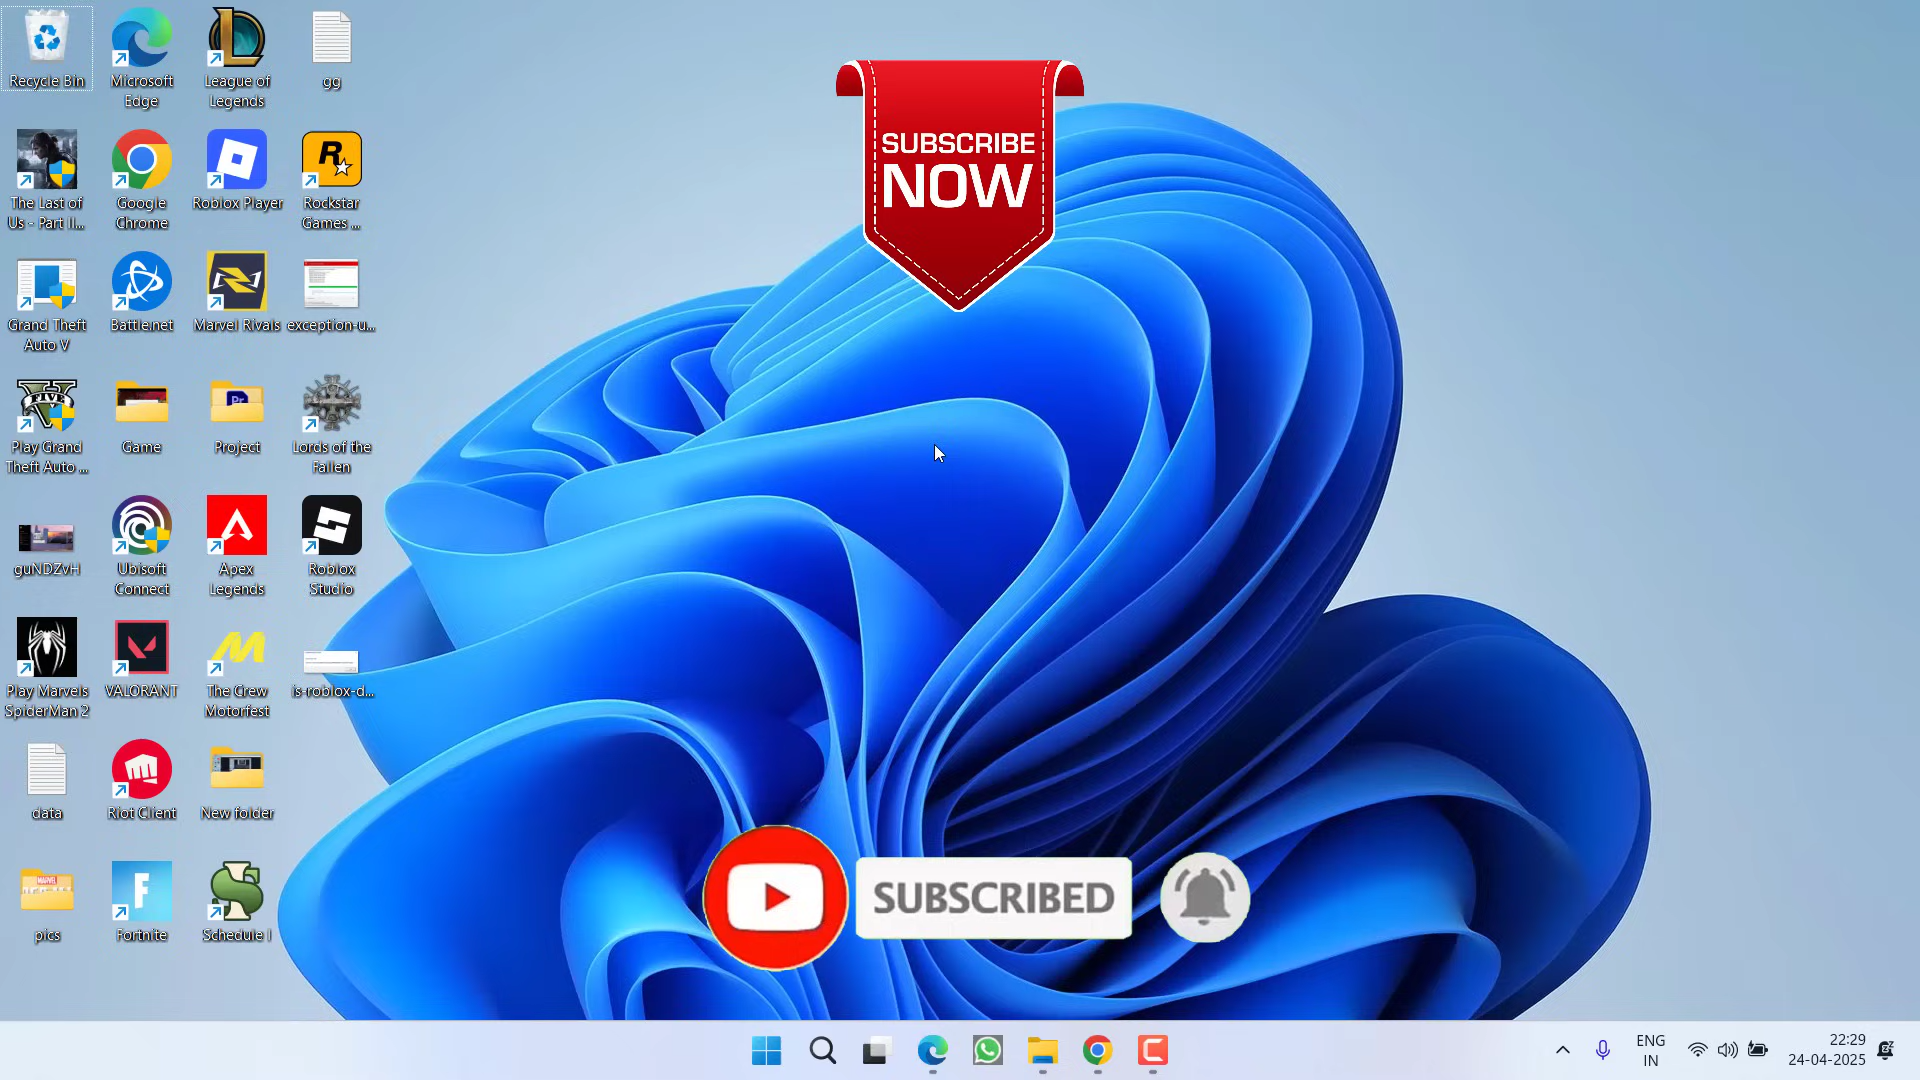 Recycle Bin
Microsoft
Edge
League of
Legends
gg
The Last of
Us - Part II...
Google
Chrome
Roblox Player
Rockstar
Games ...
Grand Theft
Auto V
Battle.net
Marvel Rivals
exception-u...
Play Grand
Theft Auto ...
Game
Project
Lords of the
Fallen
guNDZvH
Ubisoft
Connect
Apex
Legends
Roblox
Studio
Play Marvels
SpiderMan 2
VALORANT
The Crew
Motorfest
is-roblox-d...
data
Riot Client
New folder
pics
Fortnite
Schedule I
SUBSCRIBE
NOW
SUBSCRIBED
ENG
IN
22:29
24-04-2025